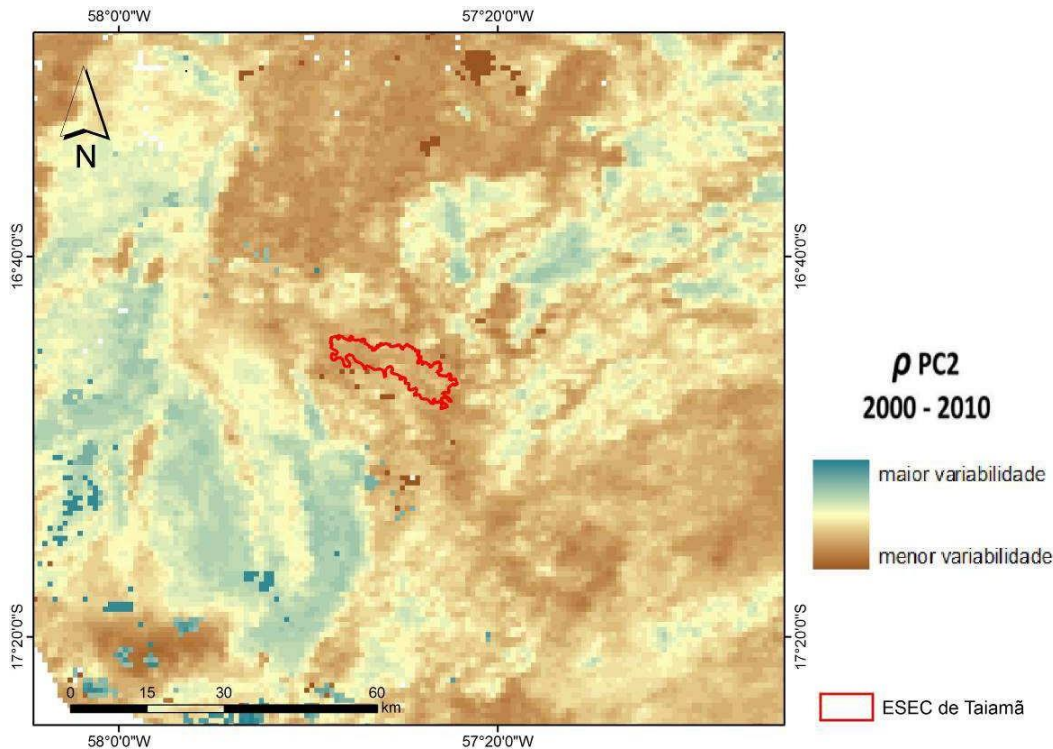 58°0'0"W
57°20'0"W
N
16°40'0"S
16°40'0"S
ρ PC2
2000 - 2010
maior variabilidade
menor variabilidade
17°20'0"S
17°20'0"S
0 15 30 60
km
ESEC de Taiamã
58°0'0"W
57°20'0"W